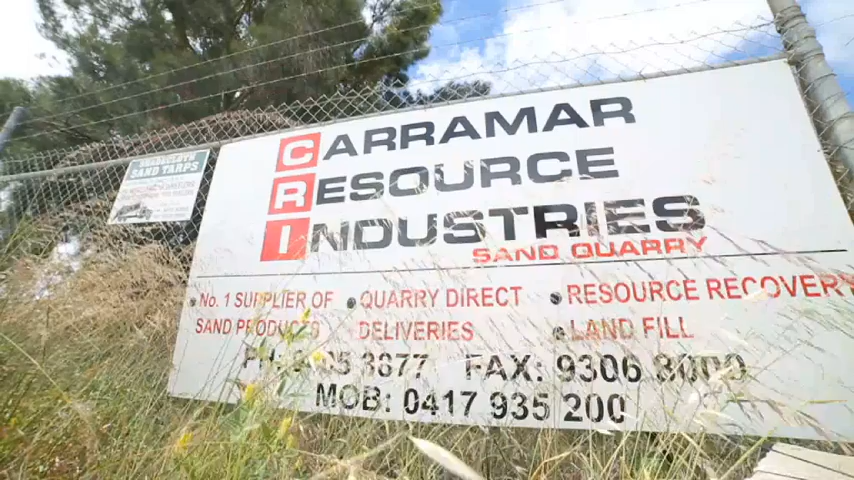 CARRAMAR
RESOURCE
INDUSTRIES
SAND QUARRY
No. 1 SUPPLIER OF
SAND PRODUCTS
QUARRY DIRECT
DELIVERIES
RESOURCE RECOVERY
LAND FILL
FAX: 9306
MOB: 0417 935 200
SAND TARPS